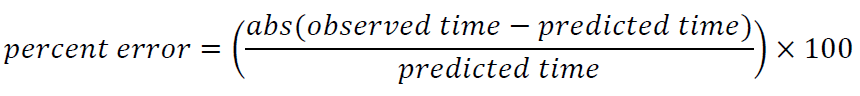 percent error = (abs(observed time − predicted time) / predicted time) × 100